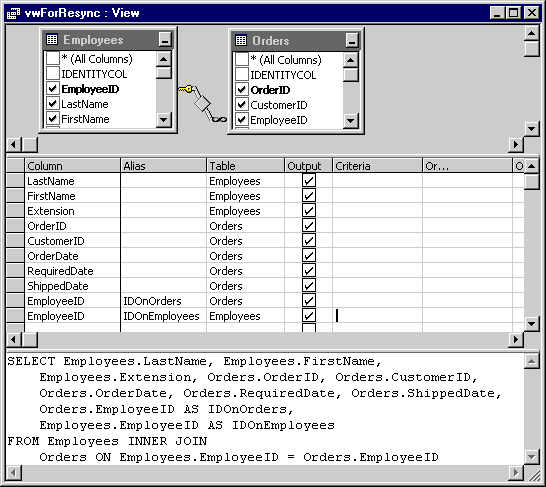 vwForResync : View
Employees
* (All Columns)
IDENTITYCOL
EmployeeID
LastName
FirstName
Orders
* (All Columns)
IDENTITYCOL
OrderID
CustomerID
EmployeeID
Column Alias Table Output Criteria Or... O
LastName Employees
FirstName Employees
Extension Employees
OrderID Orders
CustomerID Orders
OrderDate Orders
RequiredDate Orders
ShippedDate Orders
EmployeeID IDOnOrders Orders
EmployeeID IDOnEmployees Employees
SELECT Employees.LastName, Employees.FirstName,
Employees.Extension, Orders.OrderID, Orders.CustomerID,
Orders.OrderDate, Orders.RequiredDate, Orders.ShippedDate,
Orders.EmployeeID AS IDOnOrders,
Employees.EmployeeID AS IDOnEmployees
FROM Employees INNER JOIN
Orders ON Employees.EmployeeID = Orders.EmployeeID